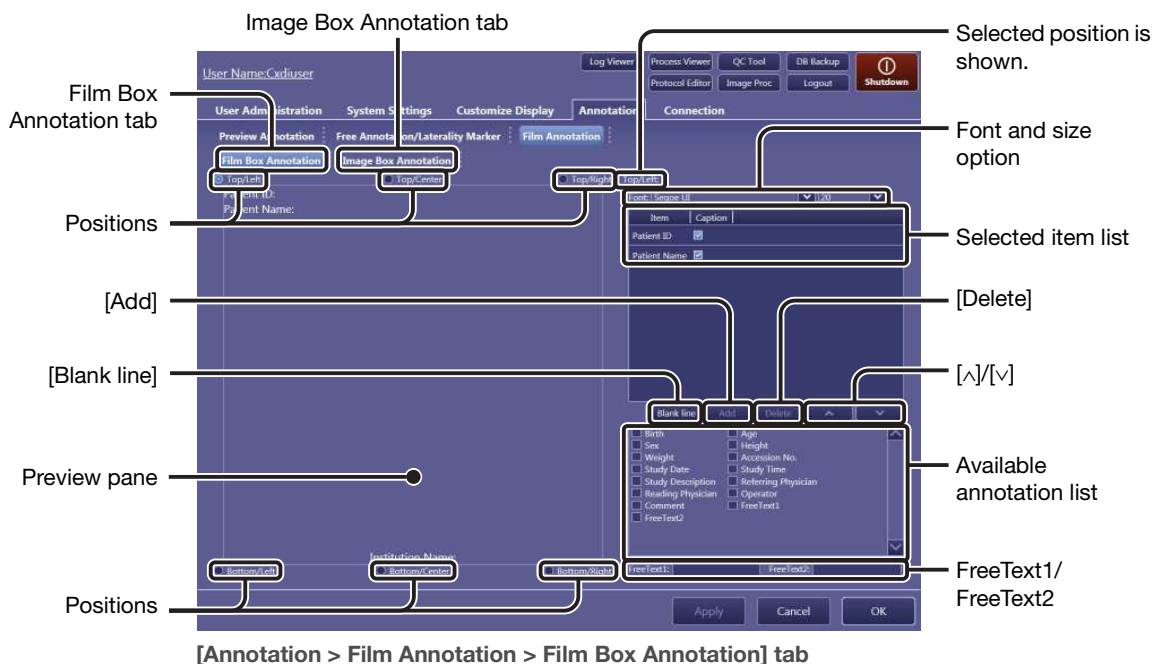 Image Box Annotation tab
Selected position is
shown.
Film Box
Annotation tab
Font and size
option
Positions
Selected item list
[Add]
[Delete]
[Blank line]
[∧]/[∨]
Preview pane
Available
annotation list
Positions
FreeText1/
FreeText2
User Name:Cxdiuser
Log Viewer Process Viewer QC Tool DB Backup
Protocol Editor Image Proc Logout Shutdown
User Administration System Settings Customize Display Annotation Connection
Preview Annotation Free Annotation/Laterality Marker Film Annotation
Film Box Annotation Image Box Annotation
Top/Left Top/Center Top/Right Top/Left:
Patient ID:
Patient Name:
Font: Segoe UI 20
Item Caption
Patient ID
Patient Name
Blank line Add Delete
Birth Age
Sex Height
Weight Accession No.
Study Date Study Time
Study Description Referring Physician
Reading Physician Operator
Comment FreeText1
FreeText2
Institution Name:
Bottom/Left Bottom/Center Bottom/Right FreeText1: FreeText2:
Apply Cancel OK
[Annotation > Film Annotation > Film Box Annotation] tab